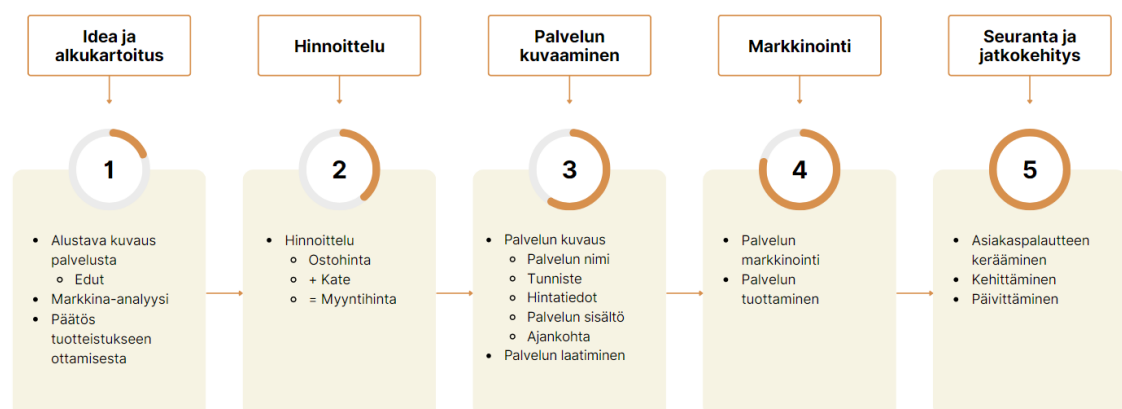 Idea ja
alkukartoitus
Hinnoittelu
Palvelun
kuvaaminen
Markkinointi
Seuranta ja
jatkokehitys
1
2
3
4
5
Alustava kuvaus
palvelusta
Edut
Markkina-analyysi
Päätös
tuotteistukseen
ottamisesta
Hinnoittelu
Ostohinta
+ Kate
= Myyntihinta
Palvelun kuvaus
Palvelun nimi
Tunniste
Hintatiedot
Palvelun sisältö
Ajankohta
Palvelun laatiminen
Palvelun
markkinointi
Palvelun
tuottaminen
Asiakaspalautteen
kerääminen
Kehittäminen
Päivittäminen